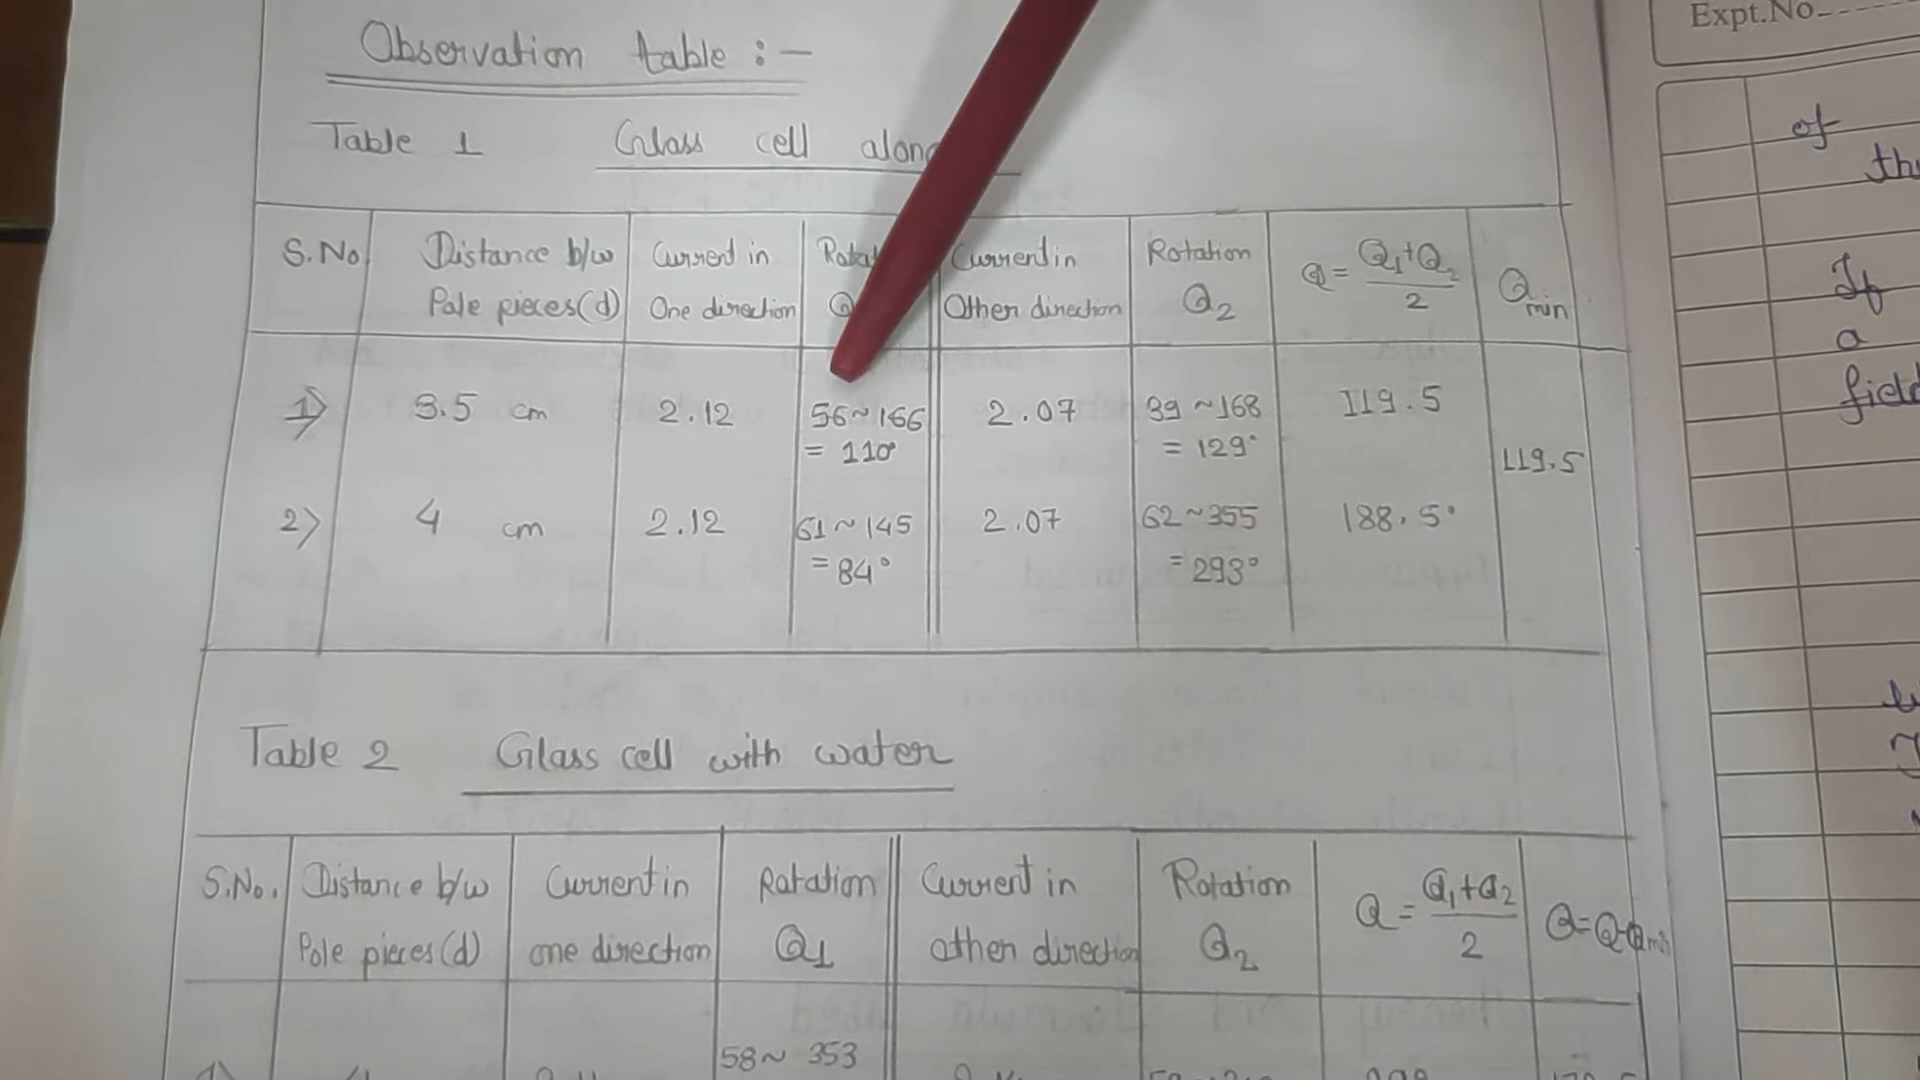 Expt.No
Observation table :-
Table 1 Glass cell along
S.No. Distance b/w Pole pieces(d) Current in One direction Current in Other direction Rotation Q2 Q = Q1+Q2 / 2 Qmin
1) 3.5 cm 2.12 56~166 = 110° 2.07 39~168 = 129° 119.5
119.5
2) 4 cm 2.12 61~145 = 84° 2.07 62~355 = 293° 188.5°
Table 2 Glass cell with water
S.No. Distance b/w Pole pieces(d) Current in one direction Rotation Q1 Current in other direction Rotation Q2 Q = Q1+Q2 / 2 Q=Q-Qmin
58~ 353
of
If
a
field